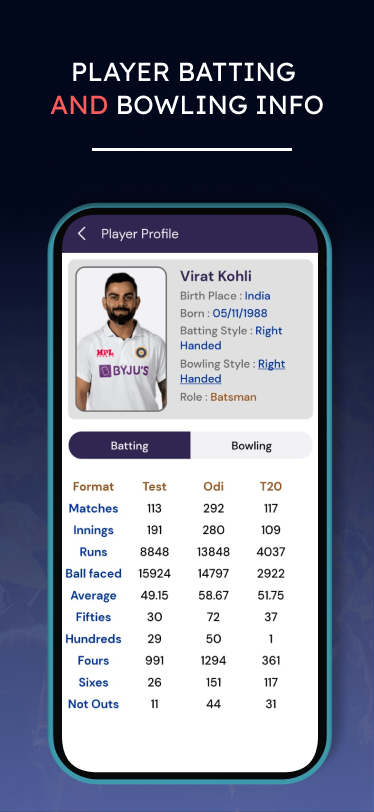 PLAYER BATTING
AND BOWLING INFO
Player Profile
Virat Kohli
Birth Place : India
Born : 05/11/1988
Batting Style : Right
Handed
Bowling Style : Right
Handed
Role : Batsman
MPL
BYJU'S
Batting Bowling
Format Test Odi T20
Matches 113 292 117
Innings 191 280 109
Runs 8848 13848 4037
Ball faced 15924 14797 2922
Average 49.15 58.67 51.75
Fifties 30 72 37
Hundreds 29 50 1
Fours 991 1294 361
Sixes 26 151 117
Not Outs 11 44 31